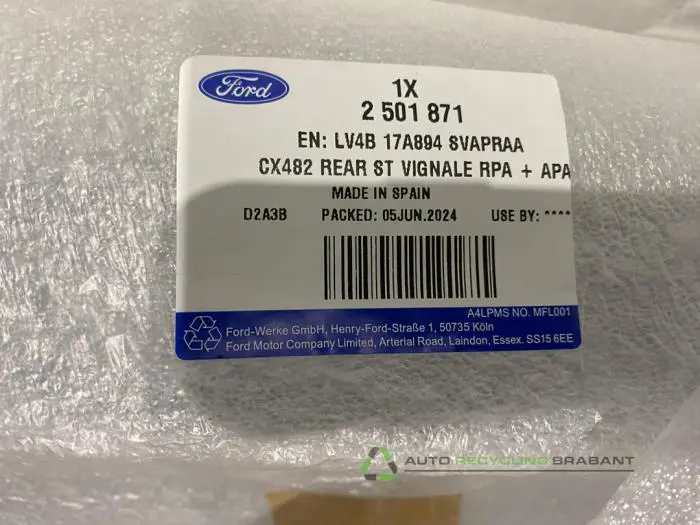 Ford
1X
2 501 871
EN: LV4B 17A894 SVAPRAA
CX482 REAR ST VIGNALE RPA + APA
MADE IN SPAIN
D2A3B PACKED: 05JUN.2024 USE BY: ****
A4LPMS NO. MFL001
Ford-Werke GmbH, Henry-Ford-Straße 1, 50735 Köln
Ford Motor Company Limited, Arterial Road, Laindon, Essex. SS15 6EE
AUTO RECYCLING BRABANT